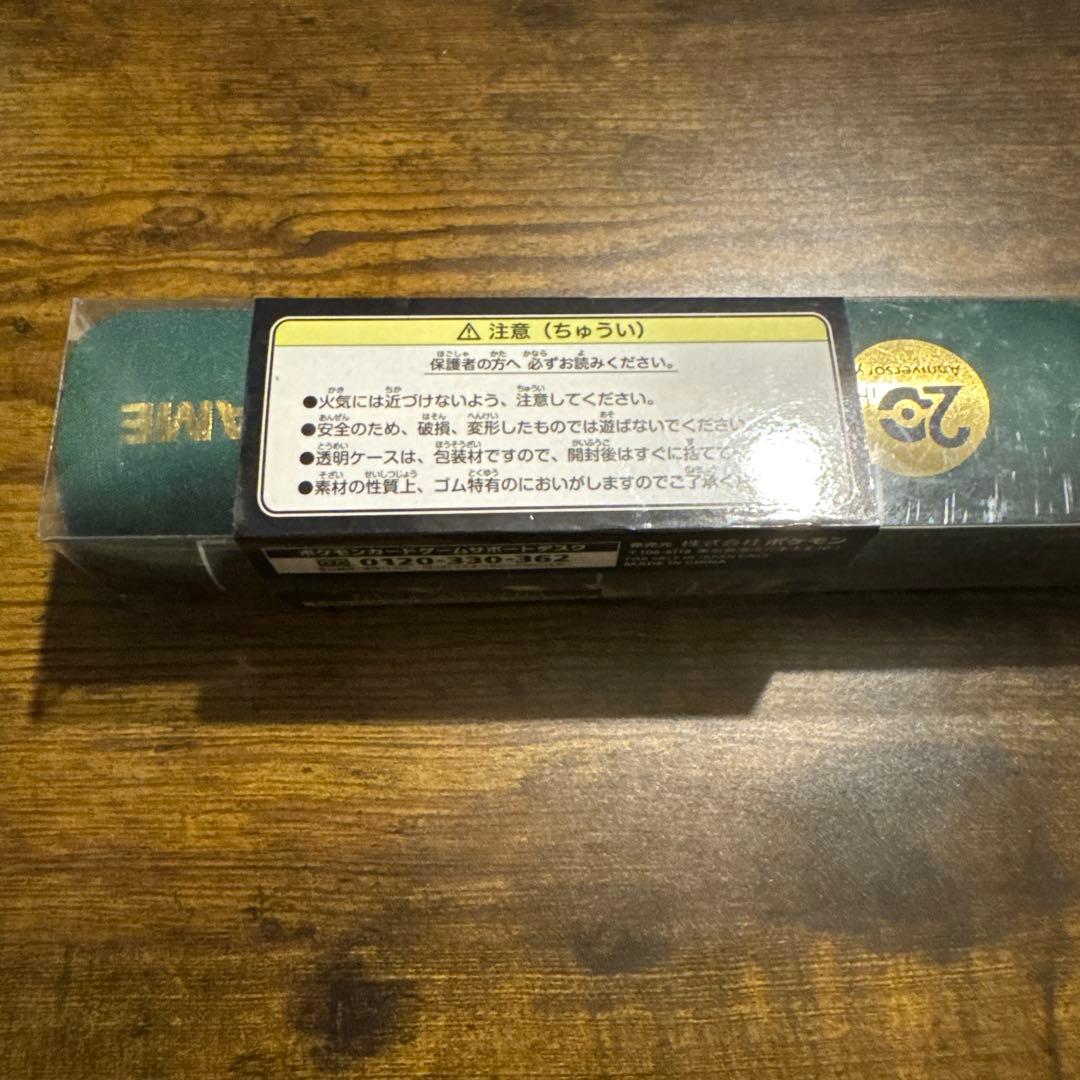 ⚠ 注意（ちゅうい）
保護者の方へ 必ずお読みください。
●火気には近づけないよう、注意してください。
●安全のため、破損、変形したものでは遊ばないでください
●透明ケースは、包装材ですので、開封後はすぐに捨てて
●素材の性質上、ゴム特有のにおいがしますのでご了承く
ポケモンカードゲームサポートデスク
0120-330-362
株式会社ポケモン
MADE IN CHINA
AME
20
Anniversary